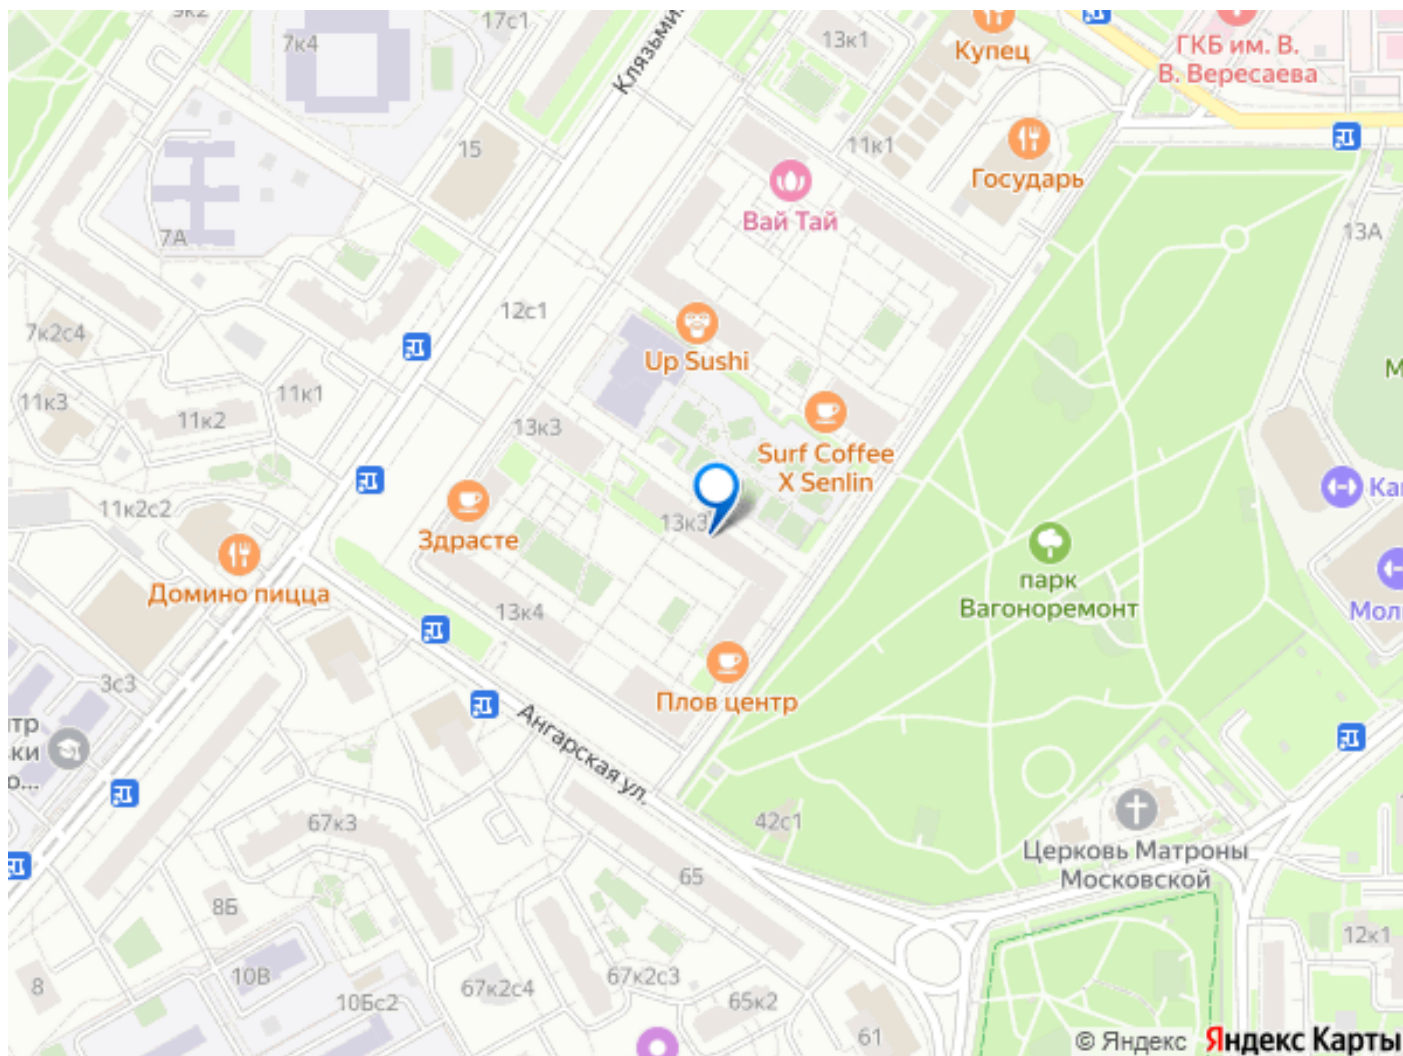 17с1
7к4
Клязьми
13к1
Купец
ГКБ им. В.
В. Вересаева
15
11к1
Государь
Вай Тай
7А
13А
12с1
7к2с4
Up Sushi
11к3
11к2
11к1
13к3
Surf Coffee
X Senlin
11к2с2
13к3
Здрасте
Домино пицца
парк
Вагоноремонт
13к4
3с3
Плов центр
Ангарская ул.
67к3
42с1
Церковь Матроны
Московской
65
8Б
12к1
8
10В
10Бс2
67к2с4
67к2с3
65к2
61
© Яндекс
Яндекс Карты